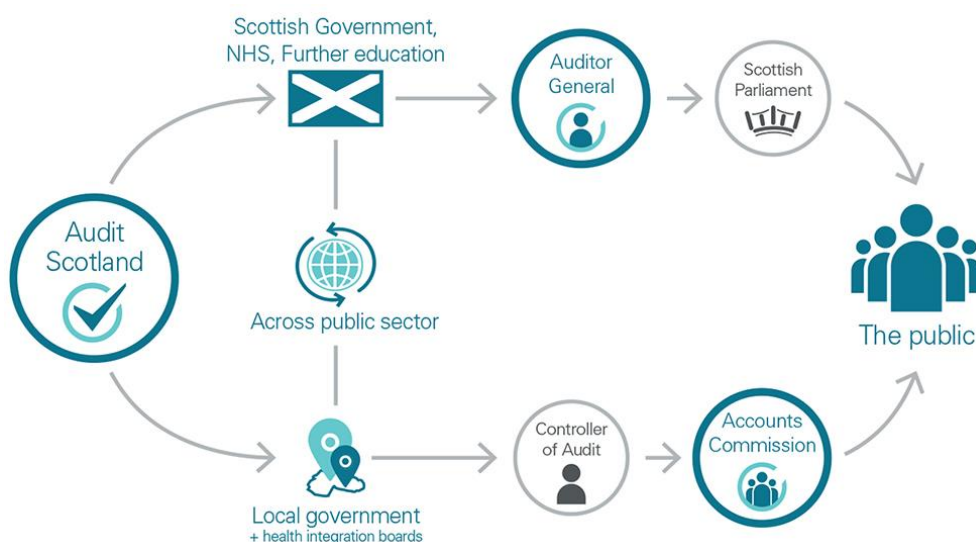 Scottish Government,
NHS, Further education
Auditor
General
Scottish
Parliament
Audit
Scotland
Across public sector
The public
Local government
+ health integration boards
Controller
of Audit
Accounts
Commission